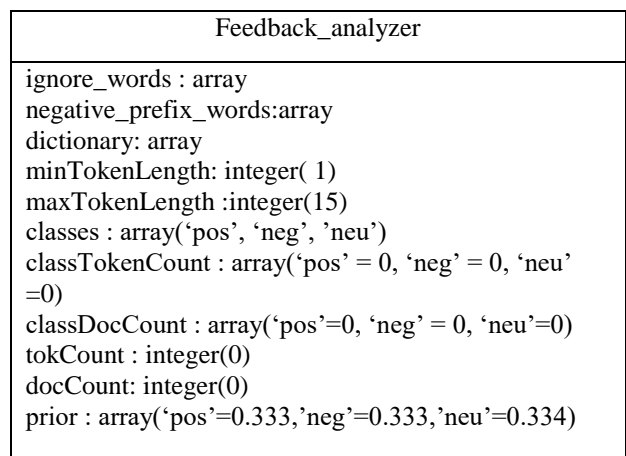 Feedback_analyzer
ignore_words : array
negative_prefix_words:array
dictionary: array
minTokenLength: integer( 1)
maxTokenLength :integer(15)
classes : array(‘pos’, ‘neg’, ’neu’)
classTokenCount : array(‘pos’ = 0, ‘neg’ = 0, ‘neu’
=0)
classDocCount : array(‘pos’=0, ‘neg’ = 0, ‘neu’=0)
tokCount : integer(0)
docCount: integer(0)
prior : array(‘pos’=0.333,’neg’=0.333,’neu’=0.334)